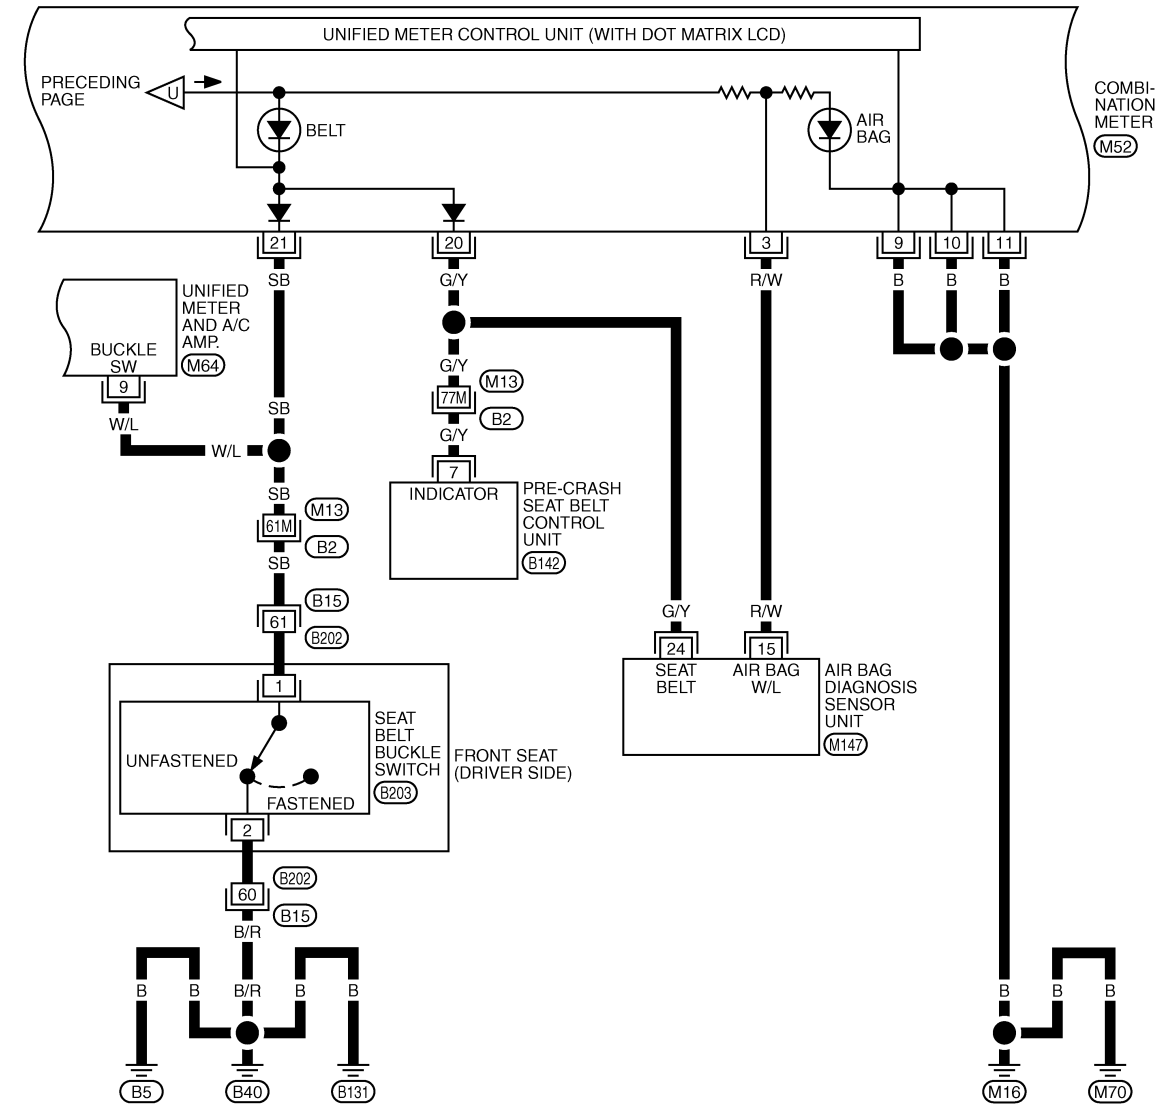 UNIFIED METER CONTROL UNIT (WITH DOT MATRIX LCD)
PRECEDING
PAGE
U
BELT
AIR
BAG
COMBI-
NATION
METER
M52
21
20
3
9
10
11
SB
G/Y
R/W
B
B
B
UNIFIED
METER
AND A/C
AMP.
M64
BUCKLE
SW
9
W/L
W/L
SB
G/Y
77M
M13
B2
G/Y
7
INDICATOR
PRE-CRASH
SEAT BELT
CONTROL
UNIT
B142
SB
61M
M13
B2
SB
61
B15
B202
G/Y
R/W
24
15
SEAT
BELT
AIR BAG
W/L
AIR BAG
DIAGNOSIS
SENSOR
UNIT
M147
1
UNFASTENED
FASTENED
SEAT
BELT
BUCKLE
SWITCH
B203
FRONT SEAT
(DRIVER SIDE)
2
60
B202
B15
B/R
B
B
B/R
B
B
B
B
B
B5
B40
B131
M16
M70